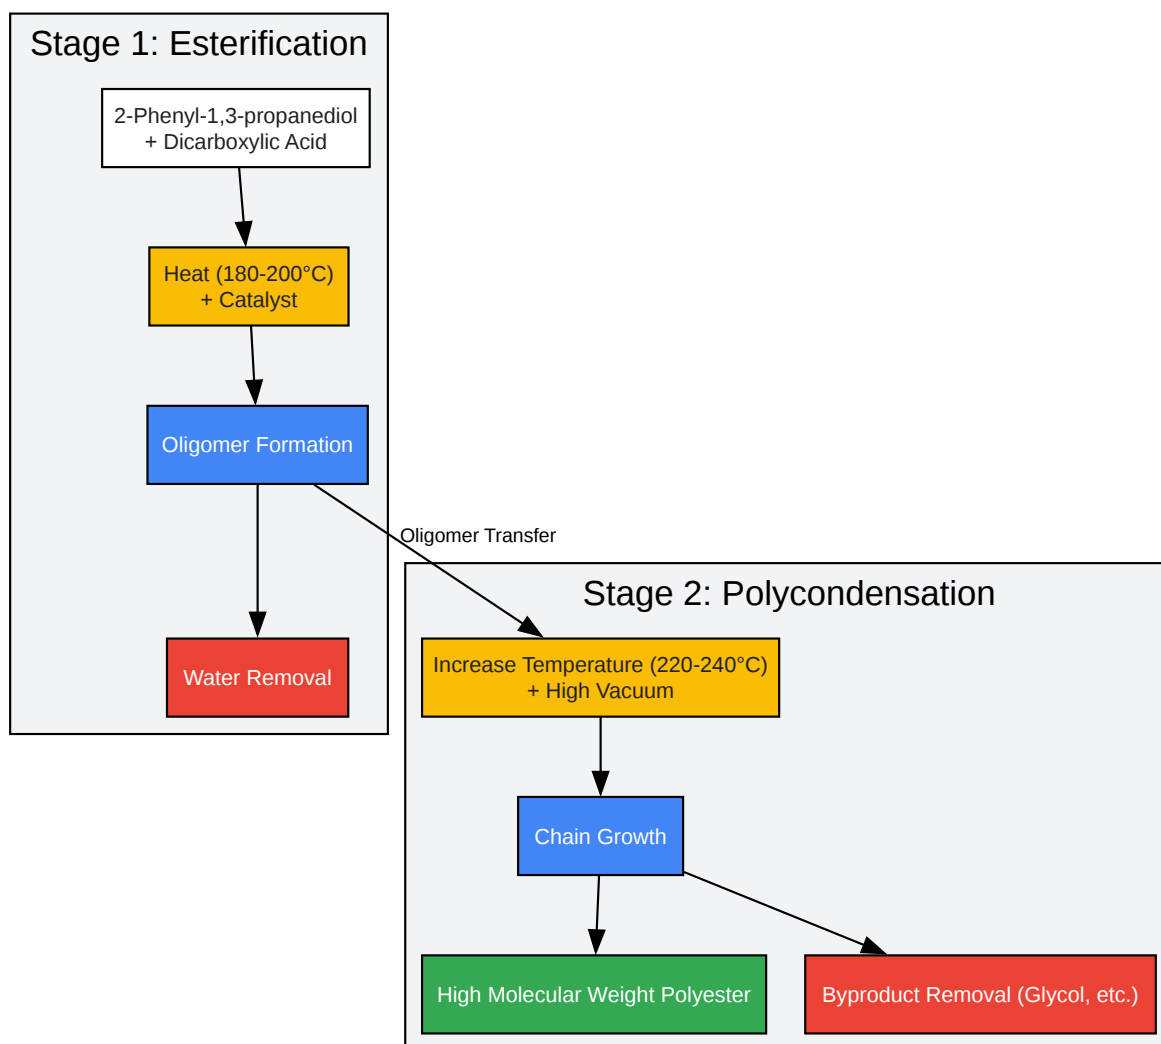 Stage 1: Esterification
2-Phenyl-1,3-propanediol
+ Dicarboxylic Acid
Heat (180-200°C)
+ Catalyst
Oligomer Formation
Oligomer Transfer
Water Removal
Stage 2: Polycondensation
Increase Temperature (220-240°C)
+ High Vacuum
Chain Growth
High Molecular Weight Polyester
Byproduct Removal (Glycol, etc.)